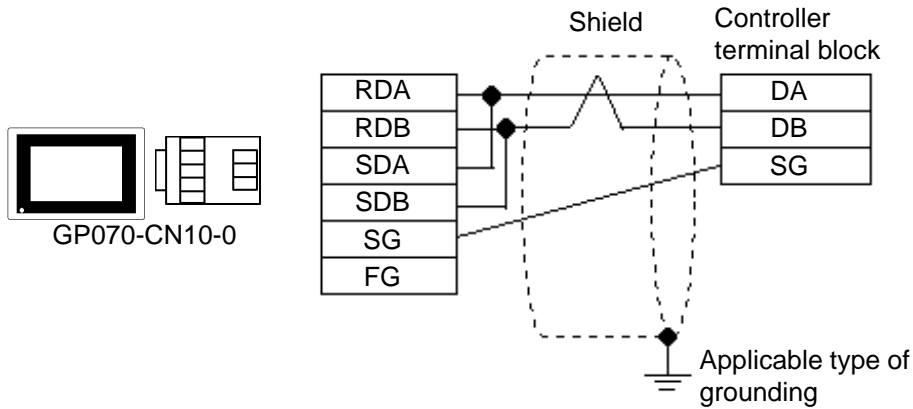 Shield
Controller
terminal block
RDA
RDB
SDA
SDB
SG
FG
DA
DB
SG
GP070-CN10-0
Applicable type of
grounding